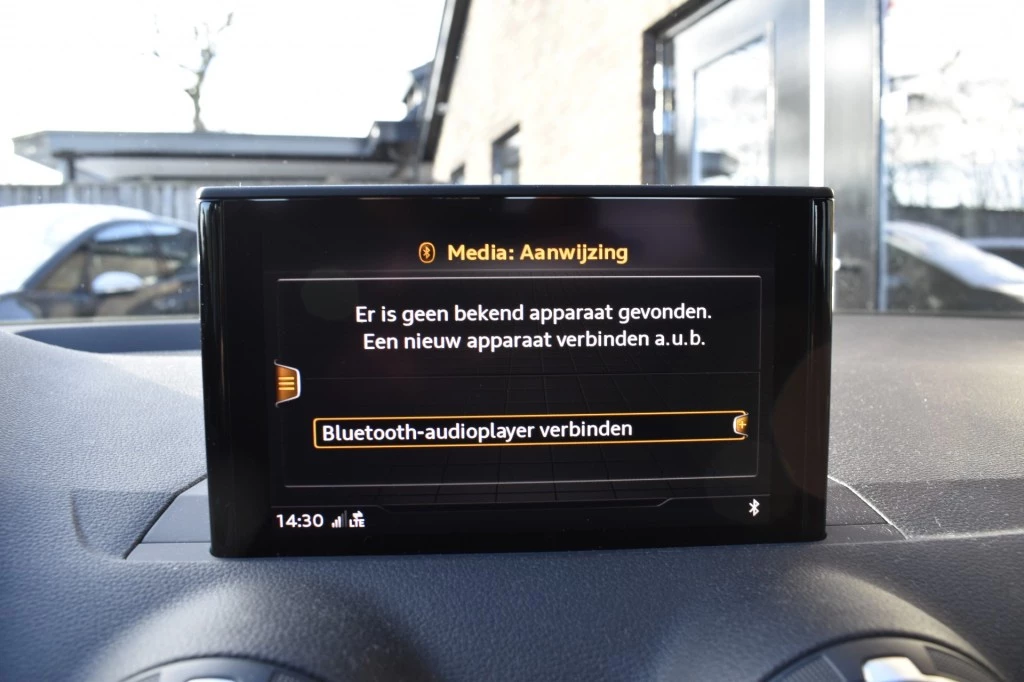 Media: Aanwijzing
Er is geen bekend apparaat gevonden.
Een nieuw apparaat verbinden a.u.b.
Bluetooth-audioplayer verbinden
14:30 LTE